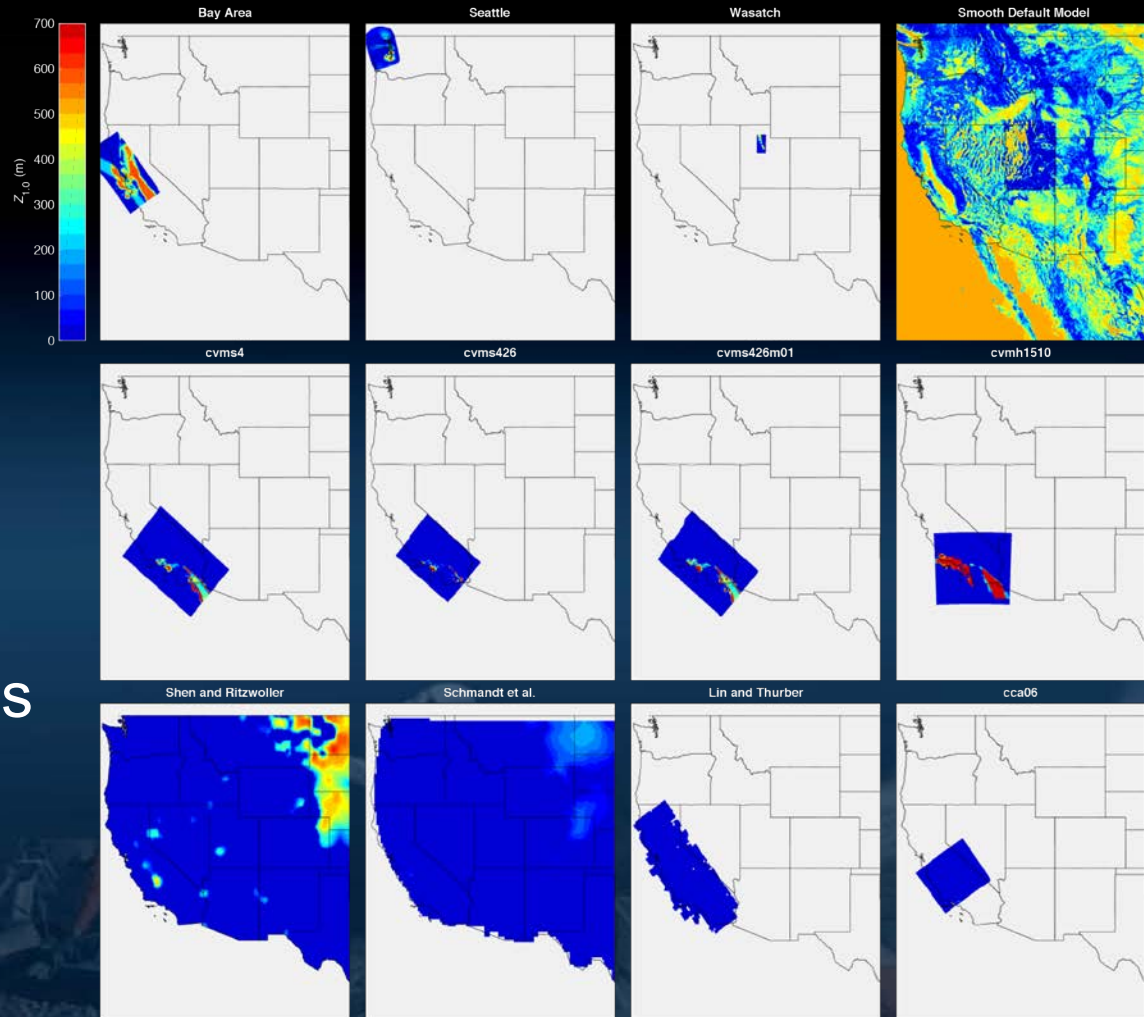 Bay Area
Seattle
Wasatch
Smooth Default Model
700
600
500
400
300
200
100
0
Z1.0 (m)
cvms4
cvms426
cvms426m01
cvmh1510
s
Shen and Ritzwoller
Schmandt et al.
Lin and Thurber
cca06